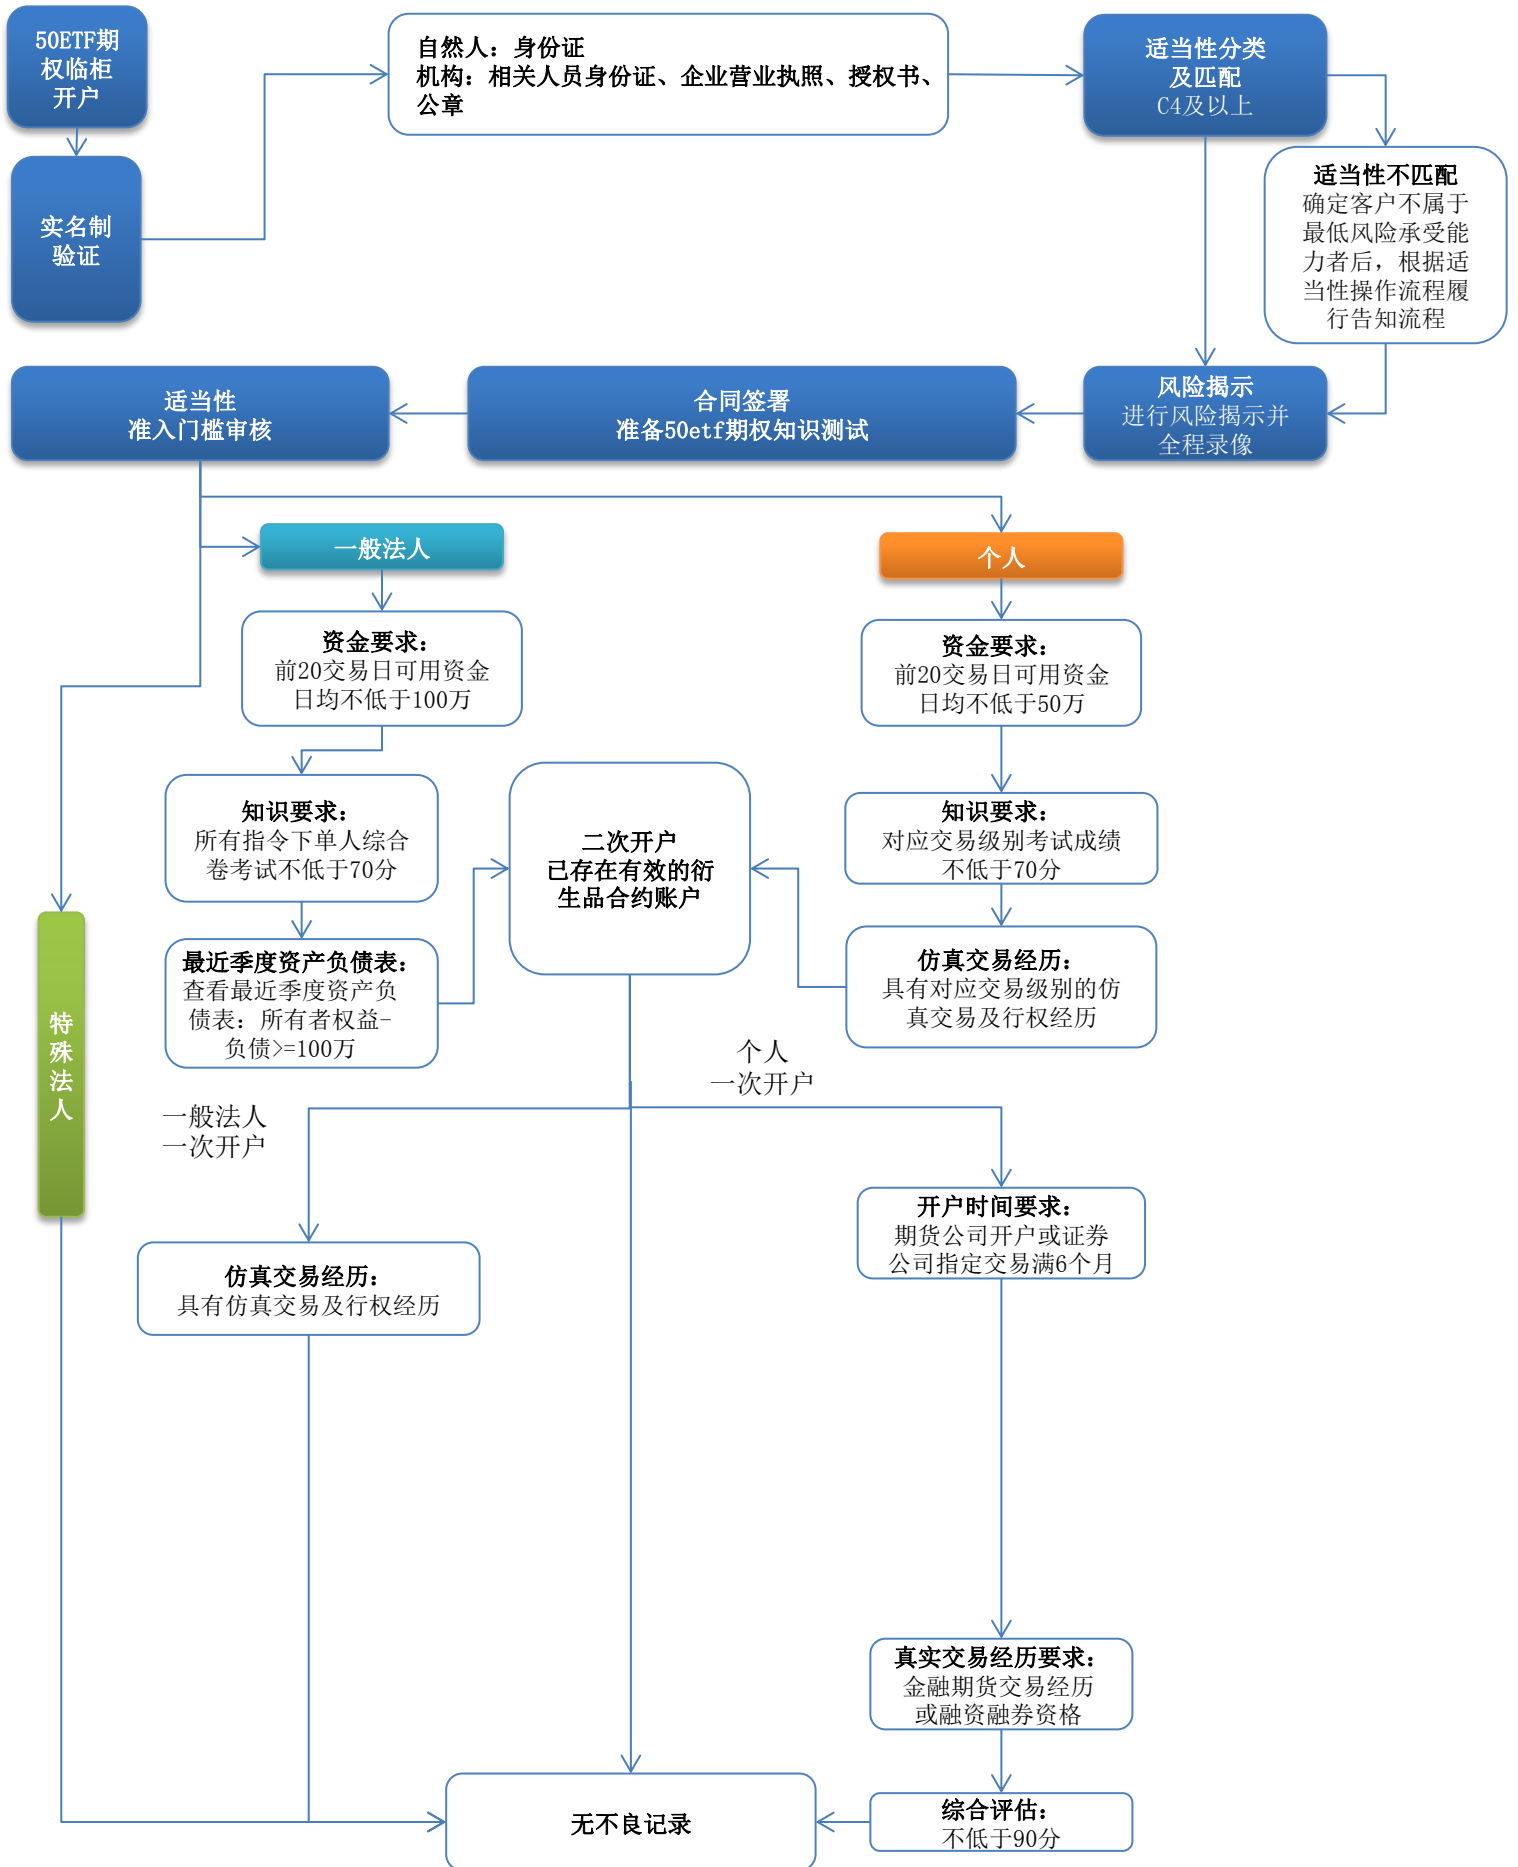 50ETF期
权临柜
开户
自然人：身份证
机构：相关人员身份证、企业营业执照、授权书、
公章
适当性分类
及匹配
C4及以上
实名制
验证
适当性不匹配
确定客户不属于
最低风险承受能
力者后，根据适
当性操作流程履
行告知流程
适当性
准入门槛审核
合同签署
准备50etf期权知识测试
风险揭示
进行风险揭示并
全程录像
一般法人
个人
资金要求：
前20交易日可用资金
日均不低于100万
资金要求：
前20交易日可用资金
日均不低于50万
知识要求：
所有指令下单人综合
卷考试不低于70分
二次开户
已存在有效的衍
生品合约账户
知识要求：
对应交易级别考试成绩
不低于70分
最近季度资产负债表：
查看最近季度资产负
债表：所有者权益-
负债>=100万
仿真交易经历：
具有对应交易级别的仿
真交易及行权经历
特
殊
法
人
个人
一次开户
一般法人
一次开户
开户时间要求：
期货公司开户或证券
公司指定交易满6个月
仿真交易经历：
具有仿真交易及行权经历
真实交易经历要求：
金融期货交易经历
或融资融券资格
无不良记录
综合评估：
不低于90分